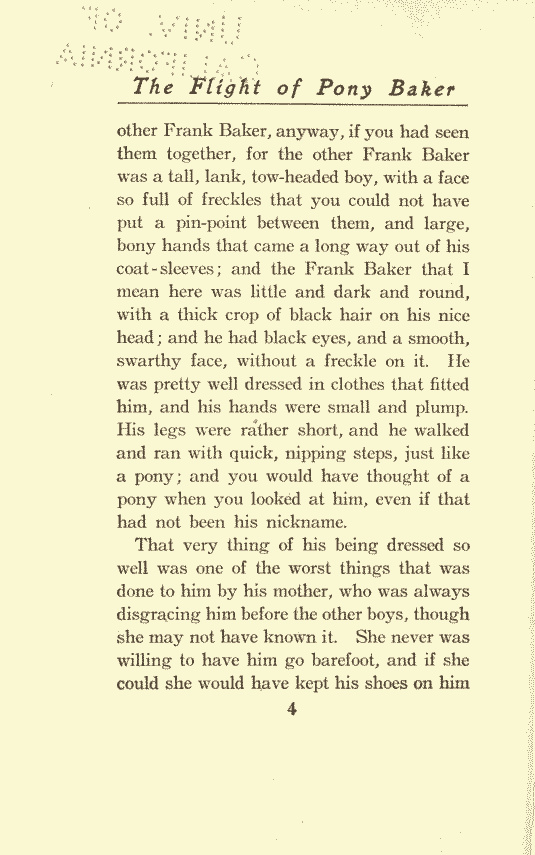 UNIV. OF
CALIFORNIA
The Flight of Pony Baker
other Frank Baker, anyway, if you had seen
them together, for the other Frank Baker
was a tall, lank, tow-headed boy, with a face
so full of freckles that you could not have
put a pin-point between them, and large,
bony hands that came a long way out of his
coat-sleeves; and the Frank Baker that I
mean here was little and dark and round,
with a thick crop of black hair on his nice
head; and he had black eyes, and a smooth,
swarthy face, without a freckle on it. He
was pretty well dressed in clothes that fitted
him, and his hands were small and plump.
His legs were rather short, and he walked
and ran with quick, nipping steps, just like
a pony; and you would have thought of a
pony when you looked at him, even if that
had not been his nickname.
That very thing of his being dressed so
well was one of the worst things that was
done to him by his mother, who was always
disgracing him before the other boys, though
she may not have known it. She never was
willing to have him go barefoot, and if she
could she would have kept his shoes on him
4